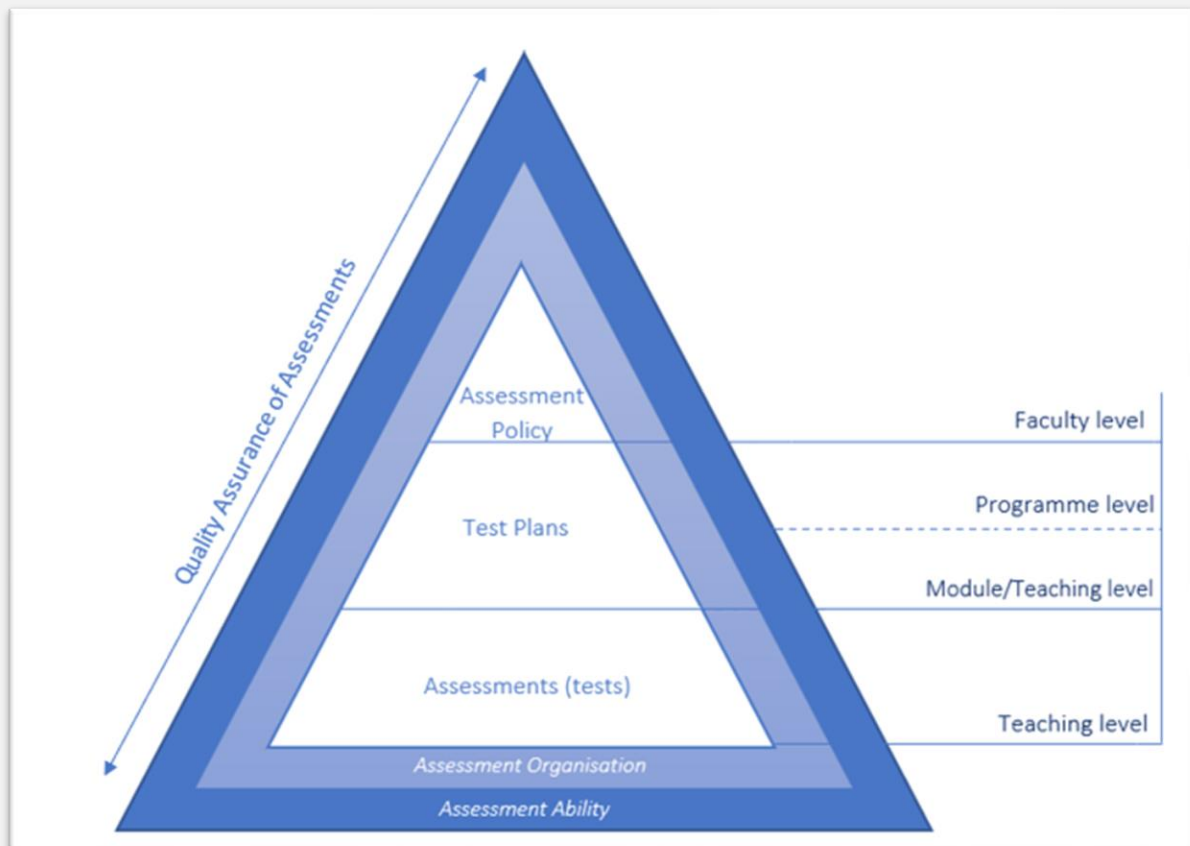 Quality Assurance of Assessments
Assessment
Policy
Faculty level
Programme level
Test Plans
Module/Teaching level
Assessments (tests)
Teaching level
Assessment Organisation
Assessment Ability